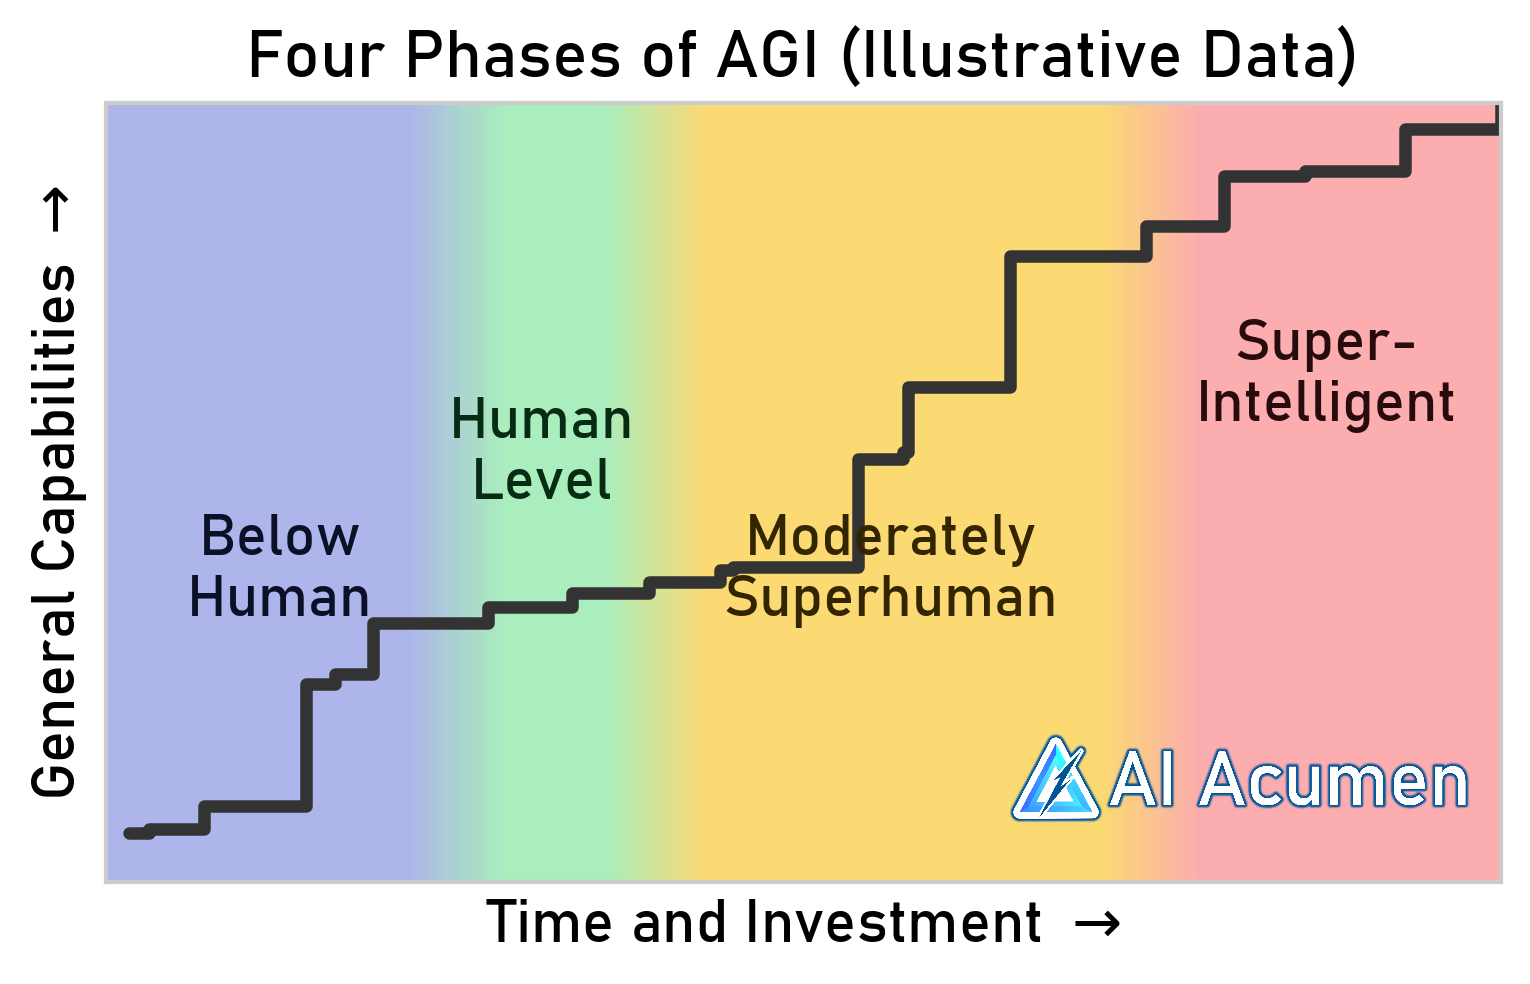 Four Phases of AGI (Illustrative Data)
General Capabilities →
Below
Human
Human
Level
Moderately
Superhuman
Super-
Intelligent
AI Acumen
Time and Investment →